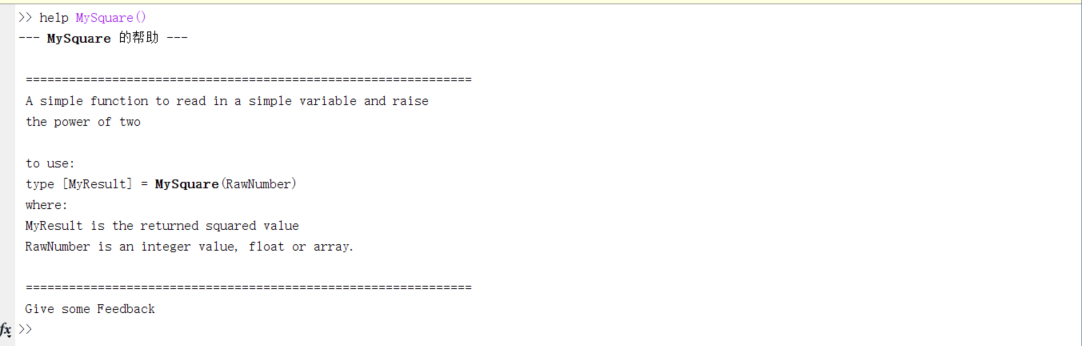 >> help MySquare()
--- MySquare 的帮助 ---
==============================================================
A simple function to read in a simple variable and raise
the power of two
to use:
type [MyResult] = MySquare(RawNumber)
where:
MyResult is the returned squared value
RawNumber is an integer value, float or array.
==============================================================
Give some Feedback
fx >>